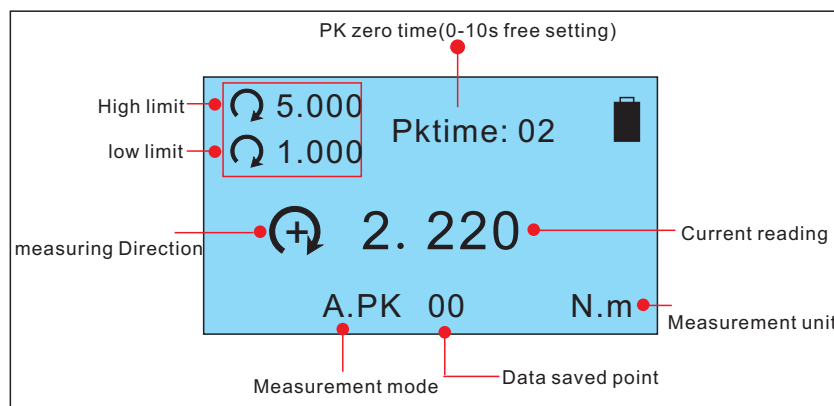 PK zero time(0-10s free setting)
High limit
5.000
Pktime: 02
low limit
1.000
measuring Direction
+
2. 220
Current reading
A.PK 00
N.m
Measurement unit
Measurement mode
Data saved point